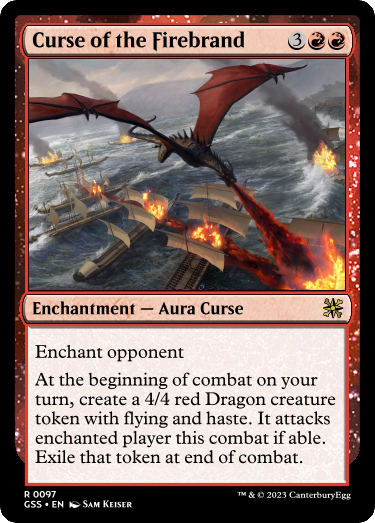 Curse of the Firebrand 3
Enchantment — Aura Curse
Enchant opponent
At the beginning of combat on your
turn, create a 4/4 red Dragon creature
token with flying and haste. It attacks
enchanted player this combat if able.
Exile that token at end of combat.
R 0097
GSS • EN Sam Keiser
™ & © 2023 CanterburyEgg